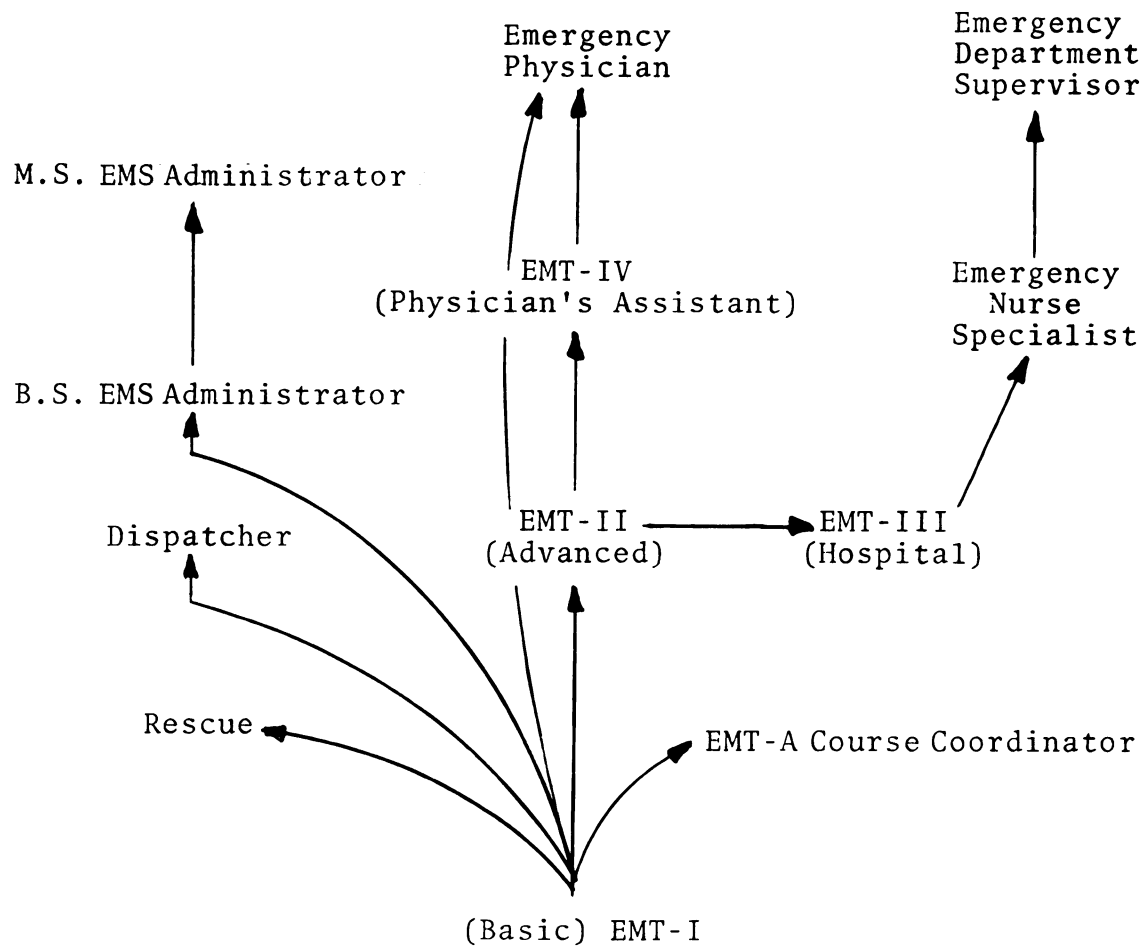 Emergency
Physician
Emergency
Department
Supervisor
M.S. EMS Administrator
EMT-IV
(Physician's Assistant)
Emergency
Nurse
Specialist
B.S. EMS Administrator
Dispatcher
EMT-II
(Advanced)
EMT-III
(Hospital)
Rescue
EMT-A Course Coordinator
(Basic) EMT-I